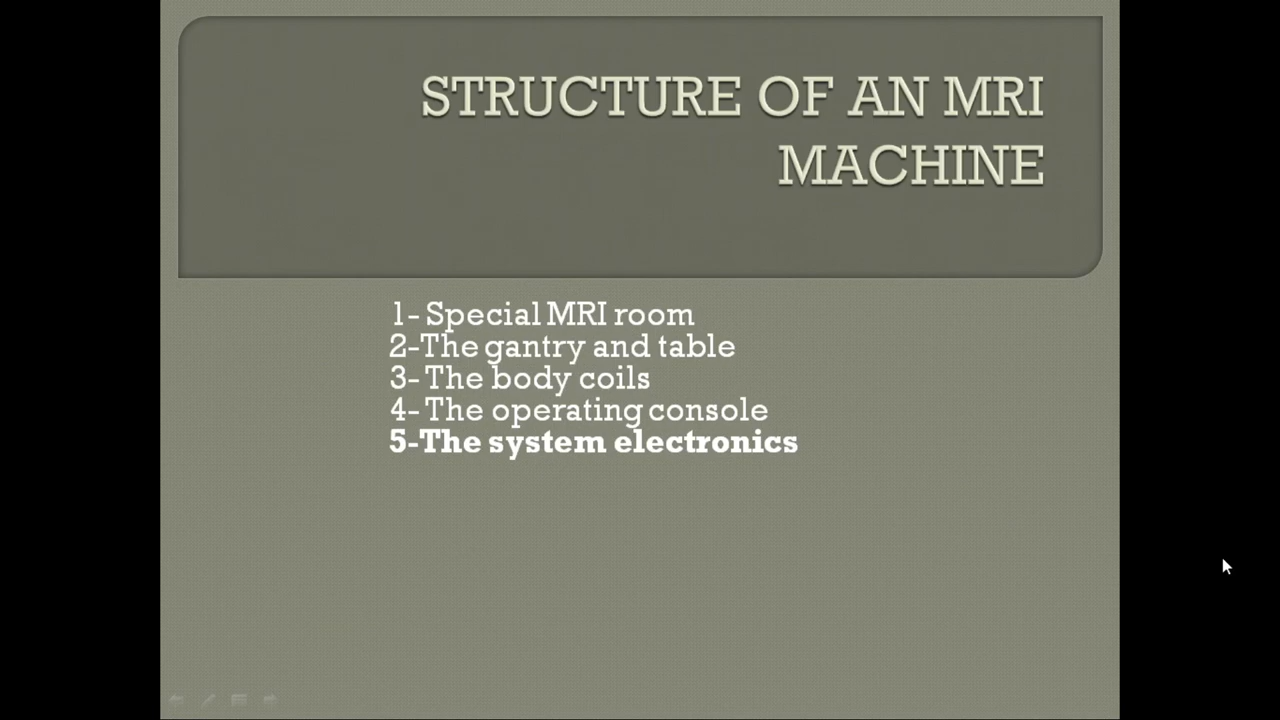 STRUCTURE OF AN MRI
MACHINE
1- Special MRI room
2-The gantry and table
3- The body coils
4- The operating console
5-The system electronics